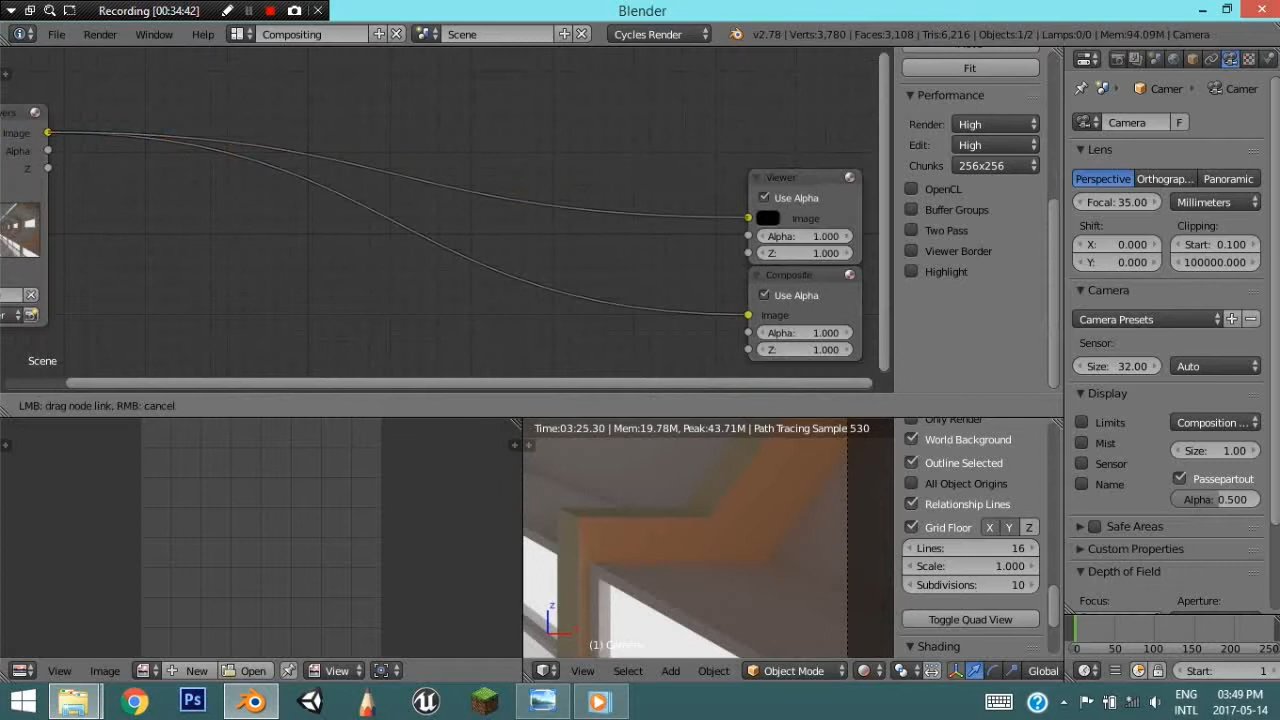 Recording [00:34:42]
Blender
File Render Window Help Compositing Scene Cycles Render v2.78 | Verts:3,780 | Faces:3,108 | Tris:6,216 | Objects:1/2 | Lamps:0/0 | Mem:94.09M | Camera
Image
Alpha
Z
Scene
Viewer
Use Alpha
Image
Alpha: 1.000
Z: 1.000
Composite
Use Alpha
Image
Alpha: 1.000
Z: 1.000
Fit
Performance
Render: High
Edit: High
Chunks 256x256
OpenCL
Buffer Groups
Two Pass
Viewer Border
Highlight
Camer Camer
Camera F
Lens
Perspective Orthograp... Panoramic
Focal: 35.00 Millimeters
Shift: Clipping:
X: 0.000 Start: 0.100
Y: 0.000 100000.000
Camera
Camera Presets
Sensor:
Size: 32.00 Auto
Display
Limits Composition ...
Mist
Size: 1.00
Sensor
Name Passepartout
Alpha: 0.500
Safe Areas
Custom Properties
Depth of Field
Focus: Aperture:
LMB: drag node link, RMB: cancel
Time:03:25.30 | Mem:19.78M, Peak:43.71M | Path Tracing Sample 530
Only Render
World Background
Outline Selected
All Object Origins
Relationship Lines
Grid Floor X Y Z
Lines: 16
Scale: 1.000
Subdivisions: 10
Toggle Quad View
Shading
z
0 50 100 150 200 250
View Image New Open View
View Select Add Object Object Mode Global
Start: 1
Ps
ENG
INTL
03:49 PM
2017-05-14